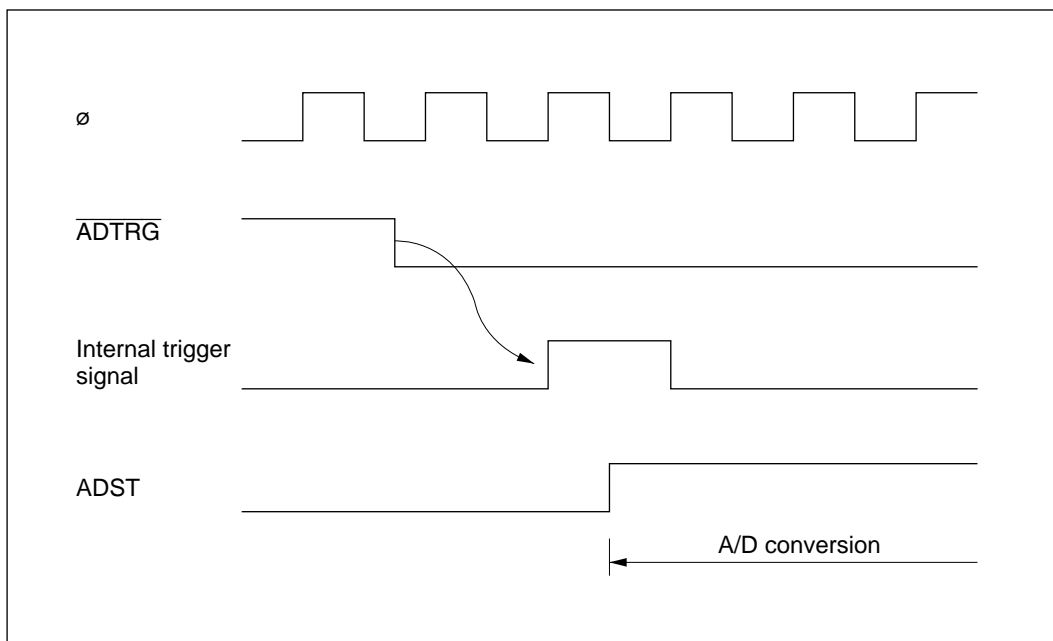 ø
ADTRG
Internal trigger
signal
ADST
A/D conversion